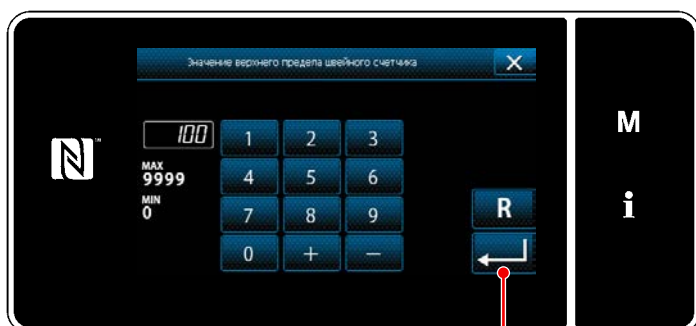 Значение верхнего предела швейного счетчика
X
100
MAX
9999
MIN
0
1 2 3
4 5 6
7 8 9
0 + −
R
M
i
N™